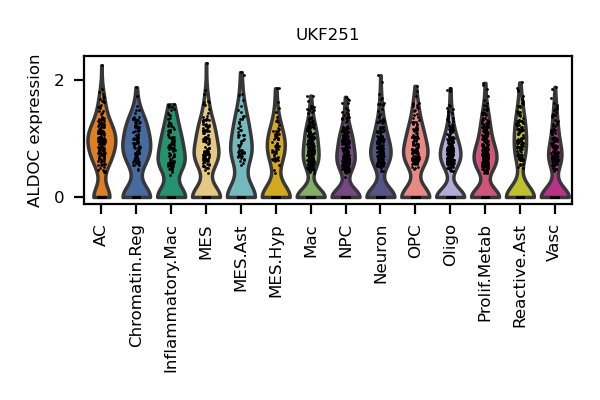 UKF251
ALDOC expression
2
0
AC
Chromatin.Reg
Inflammatory.Mac
MES
MES.Ast
MES.Hyp
Mac
NPC
Neuron
OPC
Oligo
Prolif.Metab
Reactive.Ast
Vasc